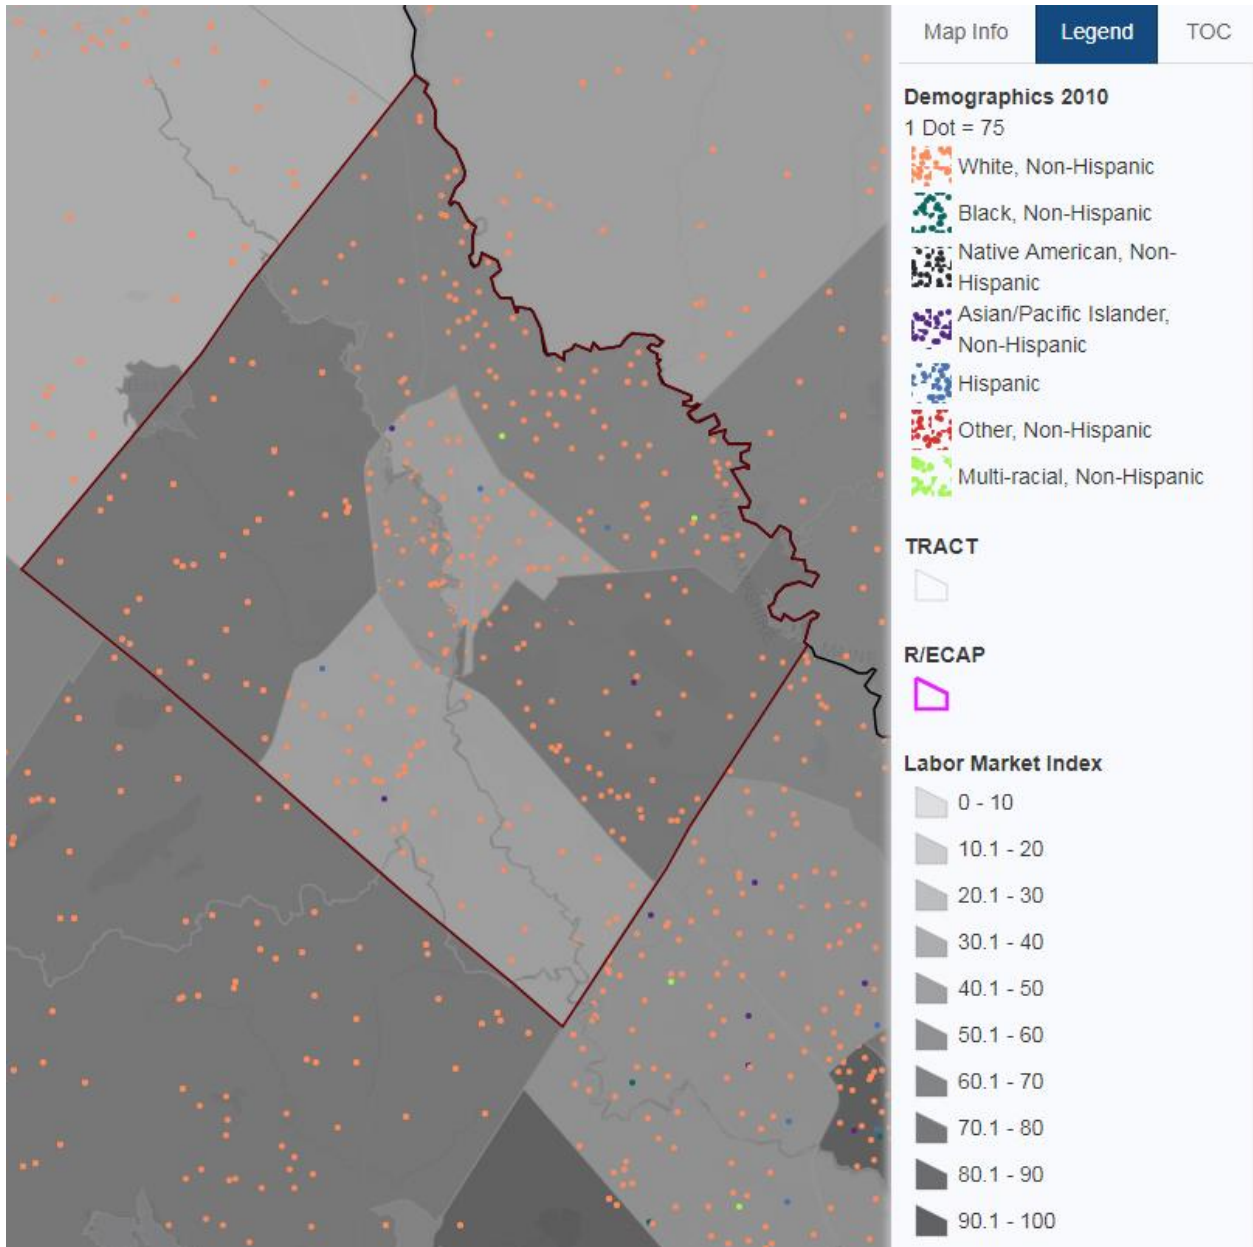 Map Info Legend TOC
Demographics 2010
1 Dot = 75
White, Non-Hispanic
Black, Non-Hispanic
Native American, Non-
Hispanic
Asian/Pacific Islander,
Non-Hispanic
Hispanic
Other, Non-Hispanic
Multi-racial, Non-Hispanic
TRACT
R/ECAP
Labor Market Index
0 - 10
10.1 - 20
20.1 - 30
30.1 - 40
40.1 - 50
50.1 - 60
60.1 - 70
70.1 - 80
80.1 - 90
90.1 - 100